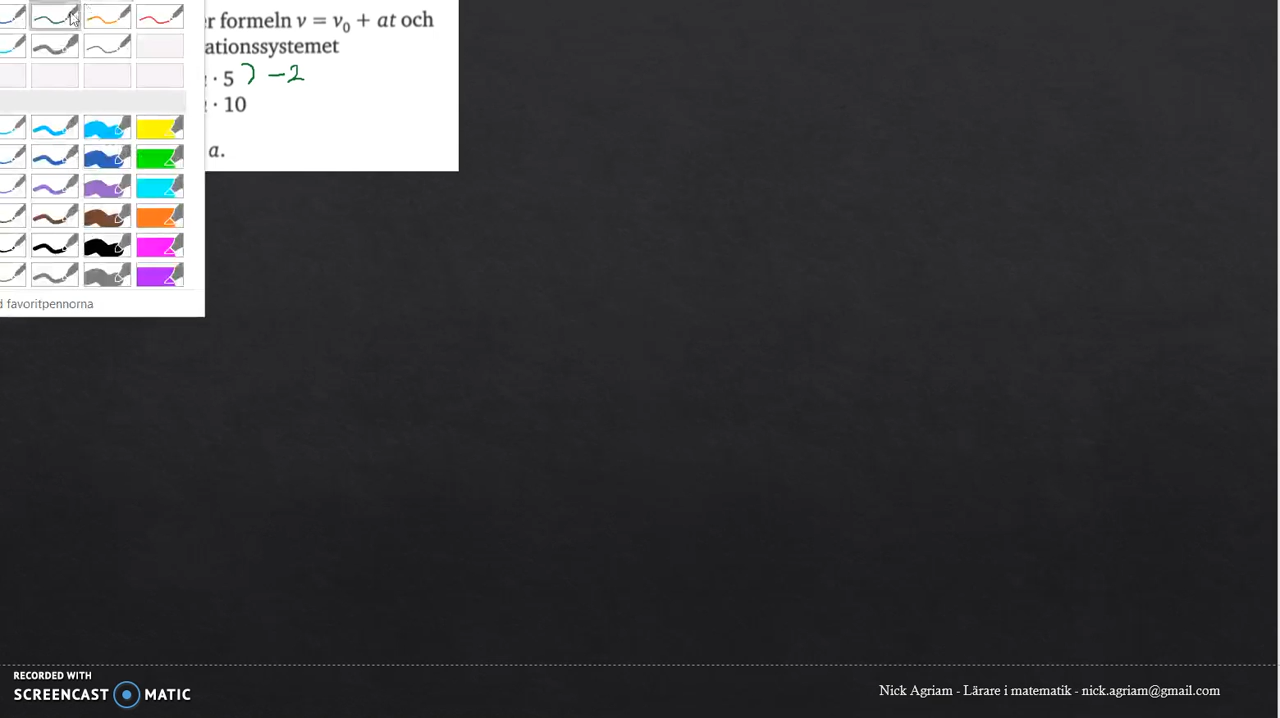 er formeln v = v₀ + at och
ationssystemet
· 5 ) -2
· 10
a.
d favoritpennorna
RECORDED WITH
SCREENCAST MATIC
Nick Agriam - Lärare i matematik - nick.agriam@gmail.com